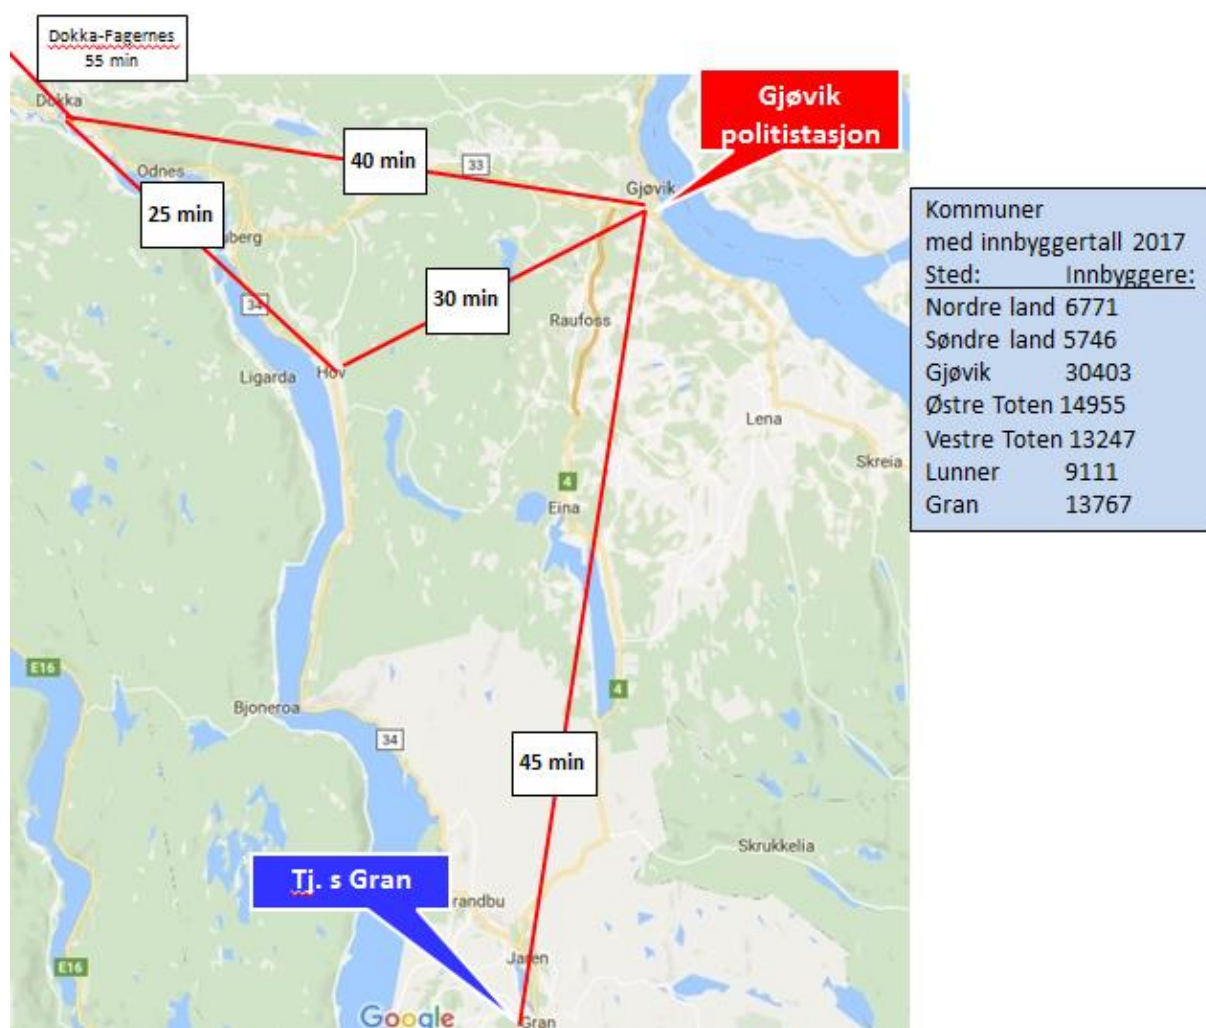 Dokka-Fagernes
55 min
Dokka
Gjøvik
politistasjon
40 min
33
Odnes
Gjøvik
25 min
Kommuner
med innbyggertall 2017
Sted: Innbyggere:
Nordre land 6771
Søndre land 5746
Gjøvik 30403
Østre Toten 14955
Vestre Toten 13247
Lunner 9111
Gran 13767
uberg
30 min
34
Raufoss
Ligarda
Hov
Lena
Skreia
4
Eina
E16
4
Bjoneroa
34
45 min
Skrukkelia
Tj. s Gran
randbu
Jaren
E16
Google
Gran